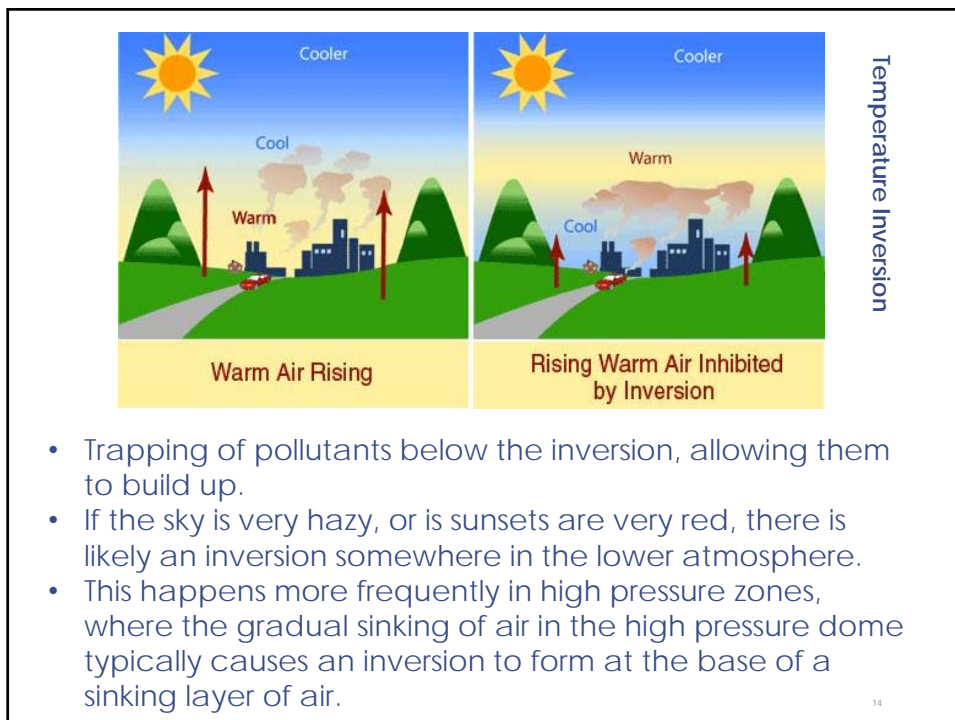 Temperature Inversion
Cooler
Cool
Warm
Warm Air Rising
Cooler
Warm
Cool
Rising Warm Air Inhibited
by Inversion
• Trapping of pollutants below the inversion, allowing them
to build up.
• If the sky is very hazy, or is sunsets are very red, there is
likely an inversion somewhere in the lower atmosphere.
• This happens more frequently in high pressure zones,
where the gradual sinking of air in the high pressure dome
typically causes an inversion to form at the base of a
sinking layer of air.
14